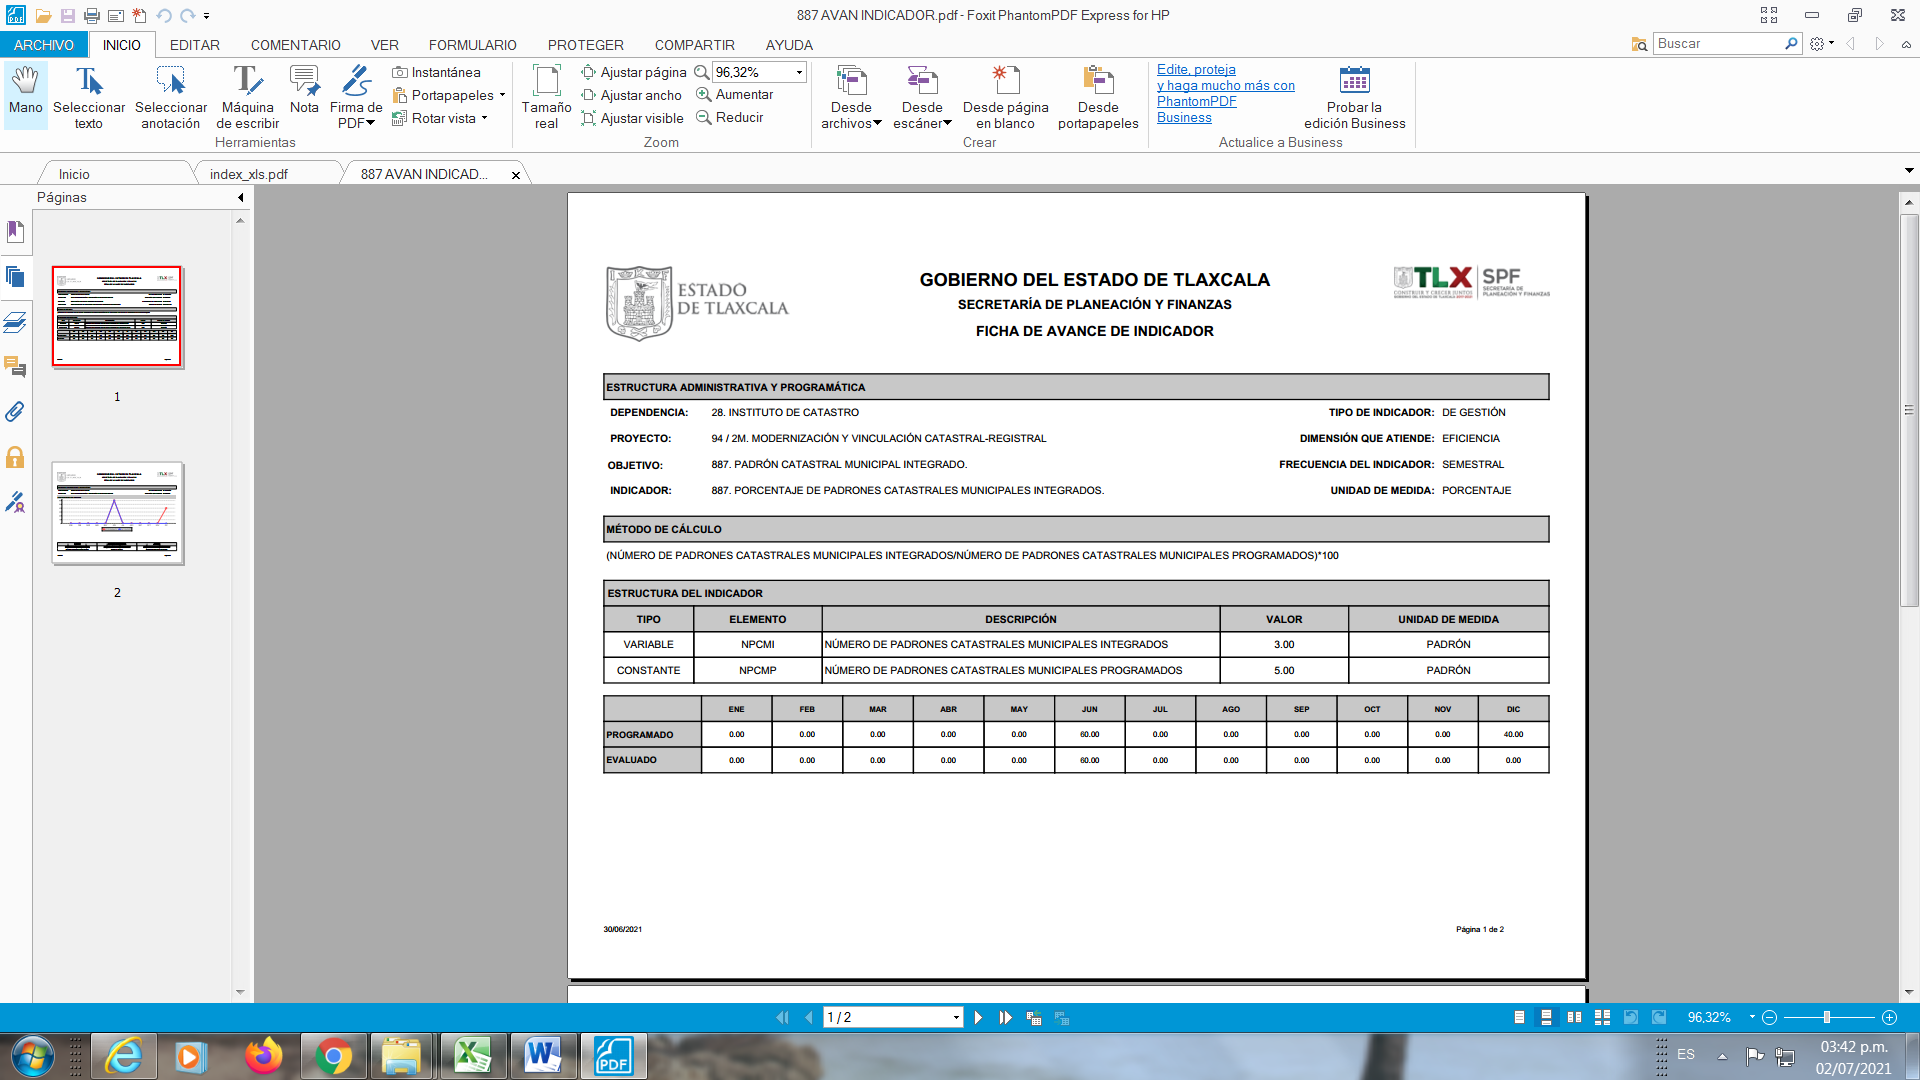 887 AVAN INDICADOR.pdf - Foxit PhantomPDF Express for HP
ARCHIVO INICIO EDITAR COMENTARIO VER FORMULARIO PROTEGER COMPARTIR AYUDA Buscar
Mano
Seleccionar texto
Seleccionar anotación
Máquina de escribir
Nota
Firma de PDF
Instantánea
Portapapeles
Rotar vista
Herramientas
Tamaño real
Ajustar página
Ajustar ancho
Ajustar visible
96,32%
Aumentar
Reducir
Zoom
Desde archivos
Desde escáner
Desde página en blanco
Desde portapapeles
Crear
Edite, proteja
y haga mucho más con
PhantomPDF
Business
Probar la edición Business
Actualice a Business
Inicio index_xls.pdf 887 AVAN INDICAD...
Páginas
1
2
ESTADO
DE TLAXCALA
GOBIERNO DEL ESTADO DE TLAXCALA
SECRETARÍA DE PLANEACIÓN Y FINANZAS
FICHA DE AVANCE DE INDICADOR
TLX
CONSTRUIR Y CRECER JUNTOS
SPF
SECRETARÍA DE
PLANEACIÓN Y FINANZAS
ESTRUCTURA ADMINISTRATIVA Y PROGRAMÁTICA
DEPENDENCIA: 28. INSTITUTO DE CATASTRO TIPO DE INDICADOR: DE GESTIÓN
PROYECTO: 94 / 2M. MODERNIZACIÓN Y VINCULACIÓN CATASTRAL-REGISTRAL DIMENSIÓN QUE ATIENDE: EFICIENCIA
OBJETIVO: 887. PADRÓN CATASTRAL MUNICIPAL INTEGRADO. FRECUENCIA DEL INDICADOR: SEMESTRAL
INDICADOR: 887. PORCENTAJE DE PADRONES CATASTRALES MUNICIPALES INTEGRADOS. UNIDAD DE MEDIDA: PORCENTAJE
MÉTODO DE CÁLCULO
(NÚMERO DE PADRONES CATASTRALES MUNICIPALES INTEGRADOS/NÚMERO DE PADRONES CATASTRALES MUNICIPALES PROGRAMADOS)*100
ESTRUCTURA DEL INDICADOR
TIPO ELEMENTO DESCRIPCIÓN VALOR UNIDAD DE MEDIDA
VARIABLE NPCMI NÚMERO DE PADRONES CATASTRALES MUNICIPALES INTEGRADOS 3.00 PADRÓN
CONSTANTE NPCMP NÚMERO DE PADRONES CATASTRALES MUNICIPALES PROGRAMADOS 5.00 PADRÓN
ENE FEB MAR ABR MAY JUN JUL AGO SEP OCT NOV DIC
PROGRAMADO 0.00 0.00 0.00 0.00 0.00 60.00 0.00 0.00 0.00 0.00 0.00 40.00
EVALUADO 0.00 0.00 0.00 0.00 0.00 60.00 0.00 0.00 0.00 0.00 0.00 0.00
30/06/2021 Página 1 de 2
1 / 2 96,32%
ES
03:42 p.m.
02/07/2021